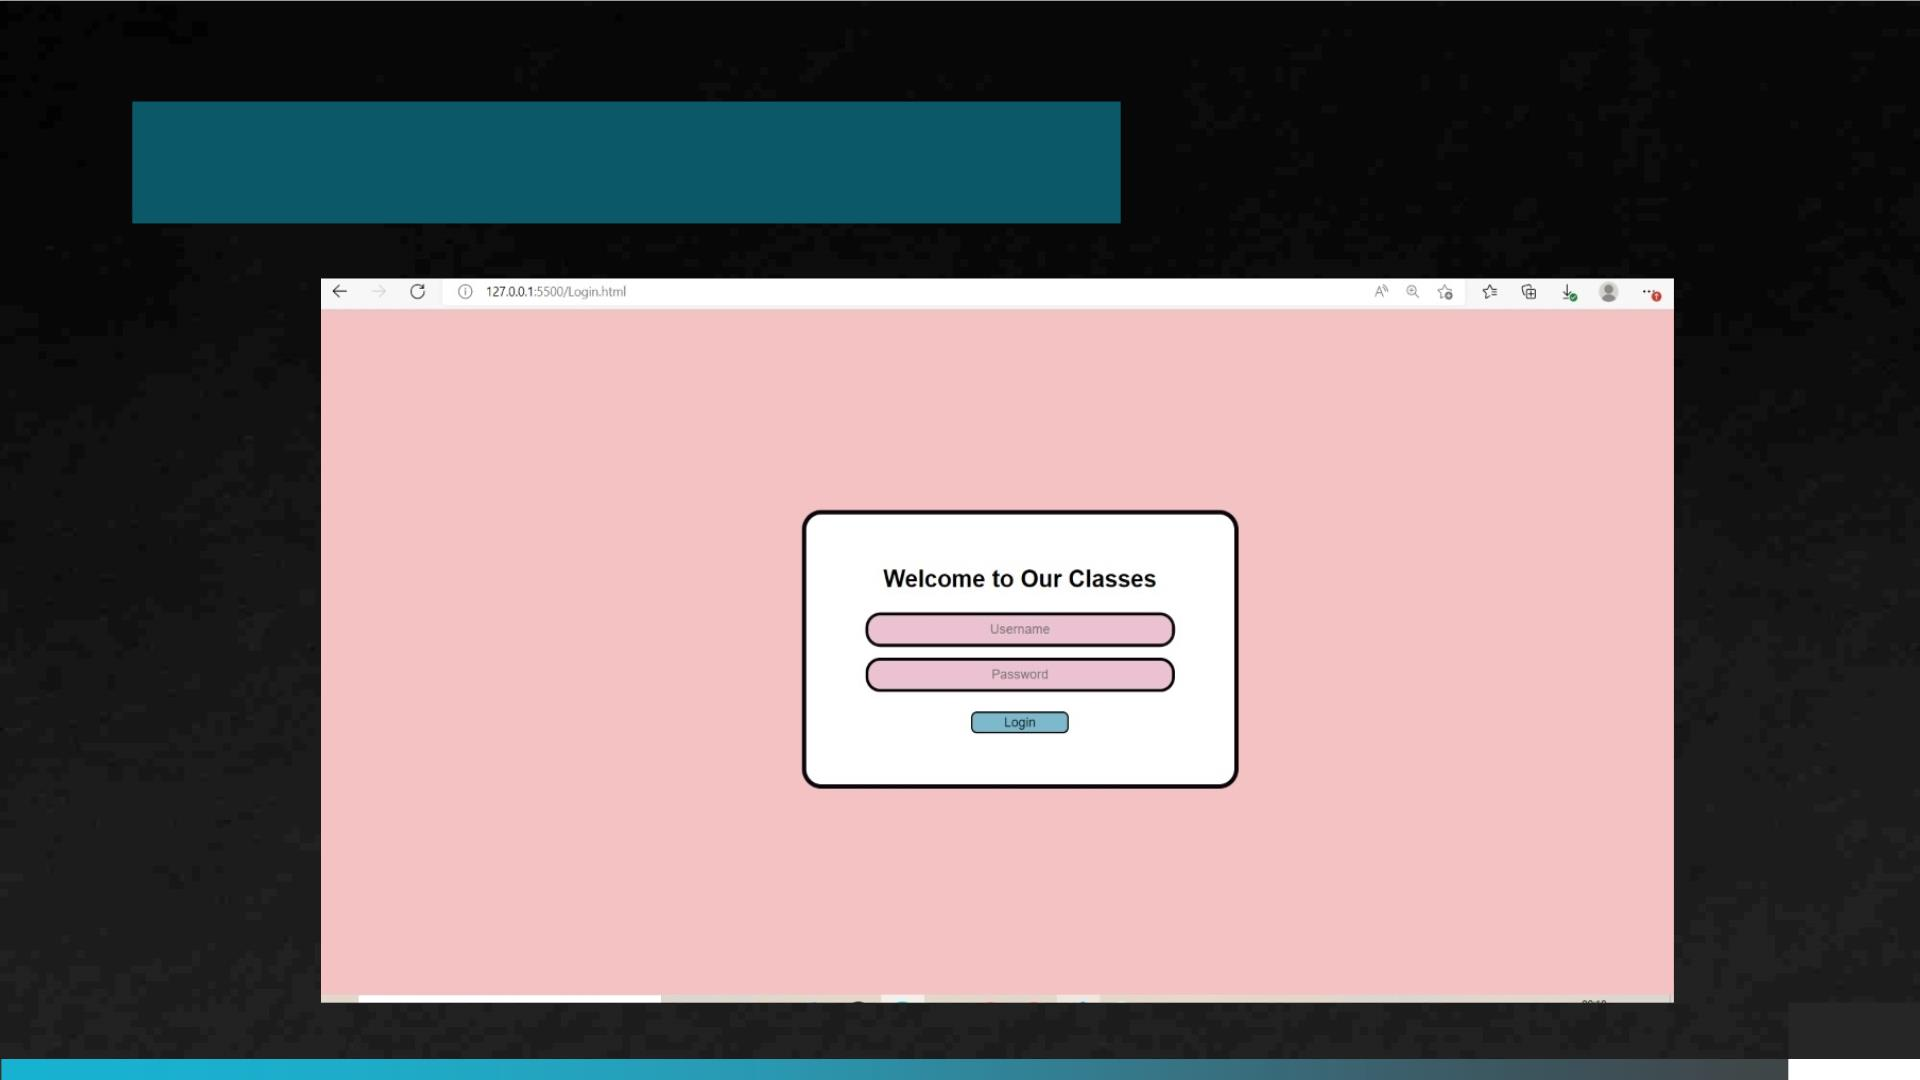 127.0.0.1:5500/Login.html
Welcome to Our Classes
Username
Password
Login